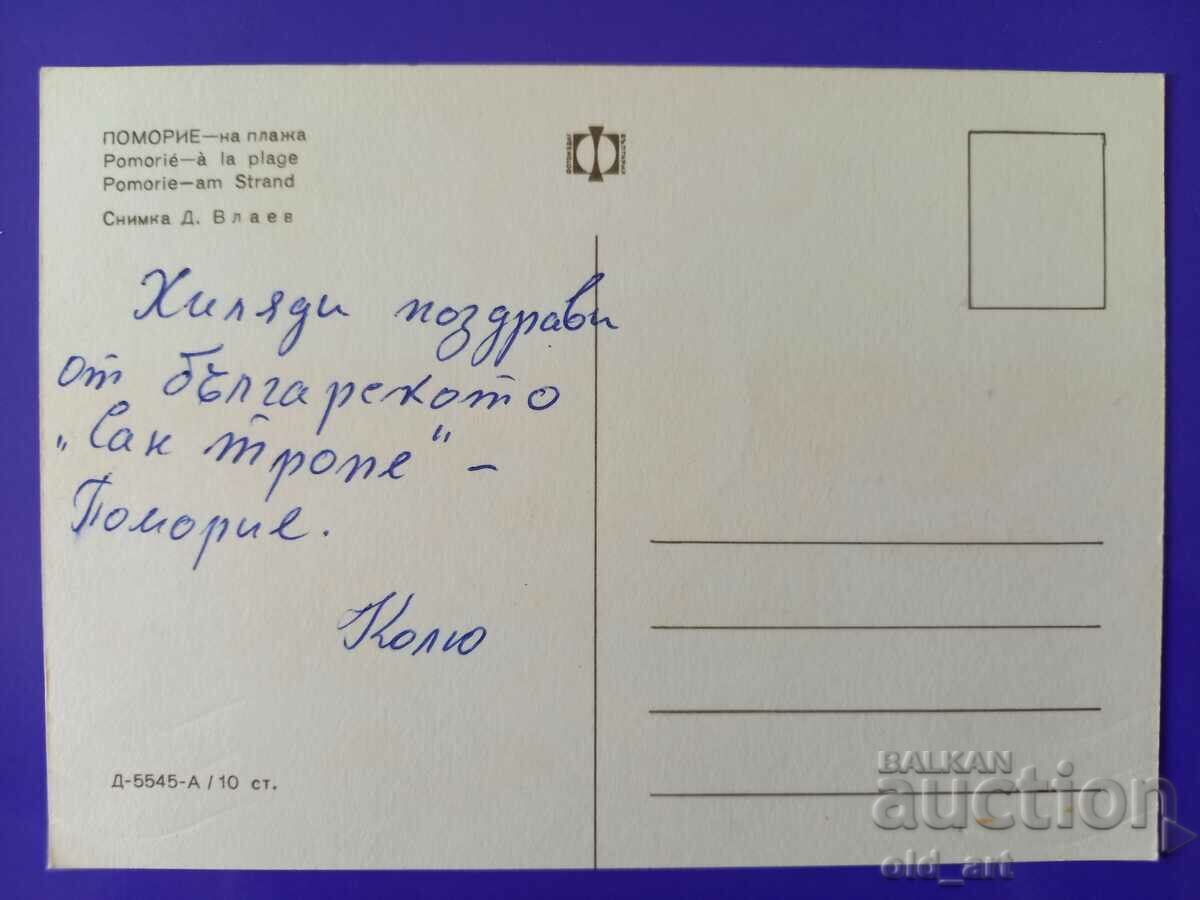 ПОМОРИЕ—на плажа
Pomorié—à la plage
Pomorie—am Strand
Снимка Д. Влаев
Хиляди поздрави
от българското
„Сан Тропе" –
Поморие.
Колю
Д-5545-А / 10 ст.
BALKAN
auction
old_art